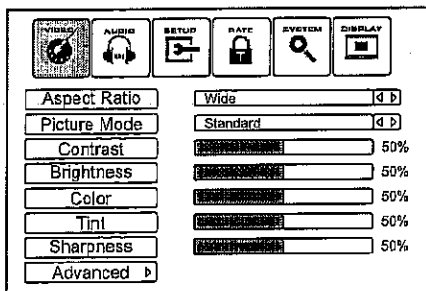 VIDEO AUDIO SETUP RATE SYSTEM DISPLAY
Aspect Ratio Wide
Picture Mode Standard
Contrast 50%
Brightness 50%
Color 50%
Tint 50%
Sharpness 50%
Advanced